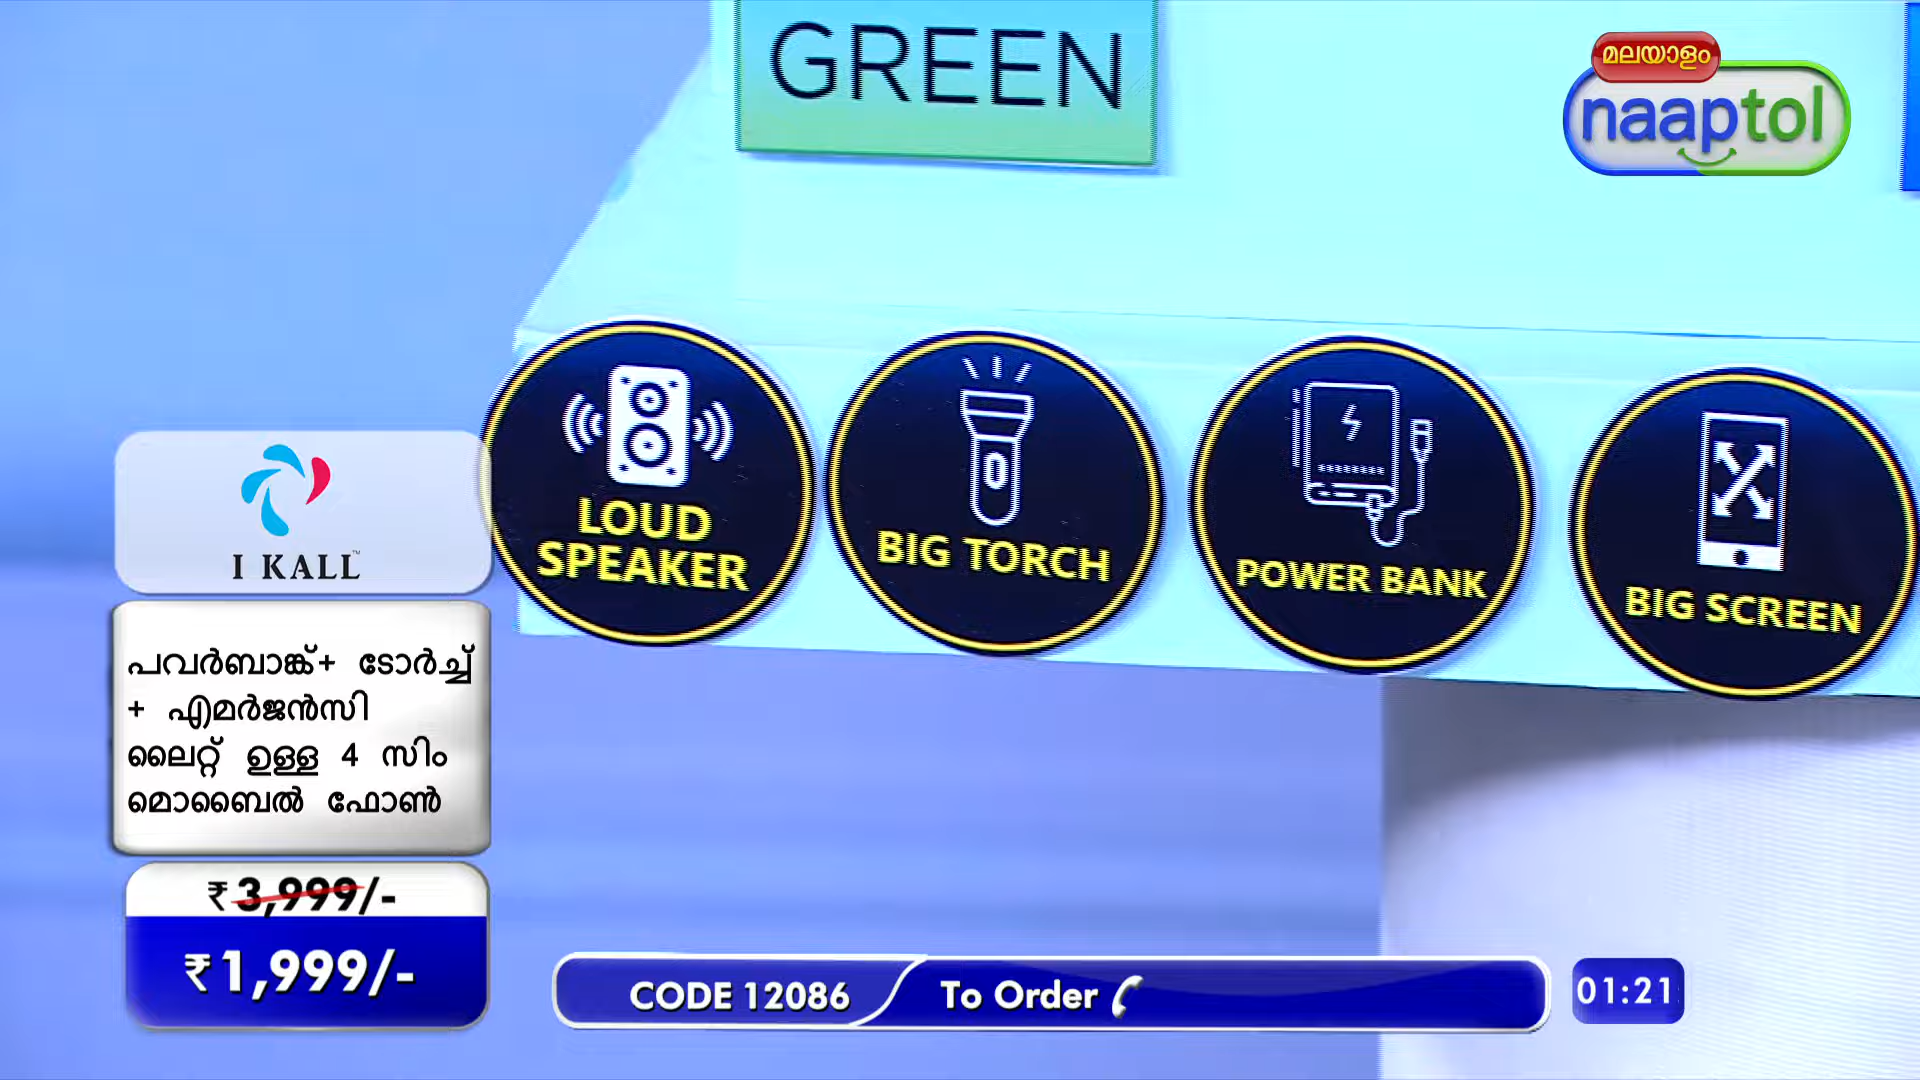 GREEN
മലയാളം
naaptol
LOUD
SPEAKER
BIG TORCH
POWER BANK
BIG SCREEN
I KALL™
പവർബാങ്ക്+ ടോർച്ച്
+ എമർജൻസി
ലൈറ്റ് ഉള്ള 4 സിം
മൊബൈൽ ഫോൺ
₹3,999/-
₹1,999/-
CODE 12086
To Order
01:21